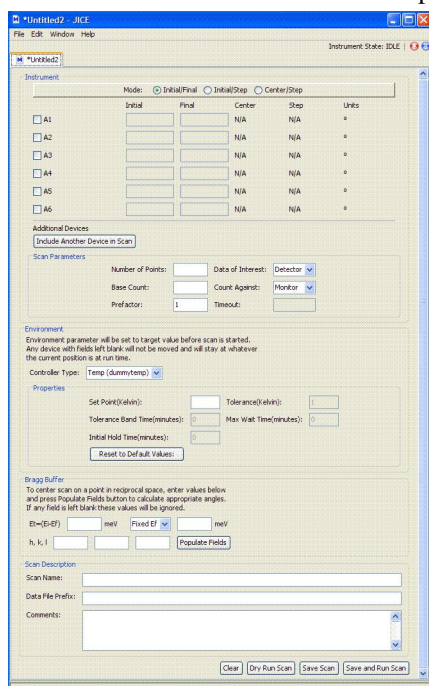 *Untitled2 - JICE
File Edit Window Help
Instrument State: IDLE |
*Untitled2
Instrument
Mode: Initial/Final Initial/Step Center/Step
Initial Final Center Step Units
A1 N/A N/A °
A2 N/A N/A °
A3 N/A N/A °
A4 N/A N/A °
A5 N/A N/A °
A6 N/A N/A °
Additional Devices
Include Another Device in Scan
Scan Parameters
Number of Points: Data of Interest: Detector
Base Count: Count Against: Monitor
Prefactor: 1 Timeout:
Environment
Environment parameter will be set to target value before scan is started.
Any device with fields left blank will not be moved and will stay at whatever
the current position is at run time.
Controller Type: Temp (dummytemp)
Properties
Set Point(Kelvin): Tolerance(Kelvin): 1
Tolerance Band Time(minutes): 0 Max Wait Time(minutes): 0
Initial Hold Time(minutes): 0
Reset to Default Values:
Bragg Buffer
To center scan on a point in reciprocal space, enter values below
and press Populate Fields button to calculate appropriate angles.
If any field is left blank these values will be ignored.
Et=(Ei-Ef) meV Fixed Ef meV
h, k, l Populate Fields
Scan Description
Scan Name:
Data File Prefix:
Comments:
Clear Dry Run Scan Save Scan Save and Run Scan